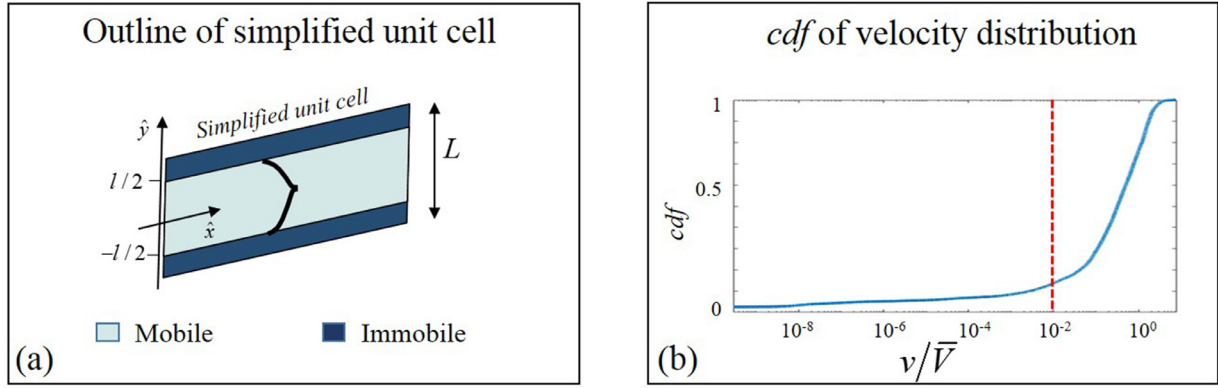 Outline of simplified unit cell
Simplified unit cell
ŷ
L
l/2
x̂
−l/2
Mobile
Immobile
(a)
cdf of velocity distribution
1
0.5
0
cdf
10⁻⁸
10⁻⁶
10⁻⁴
10⁻²
10⁰
v/V̅
(b)